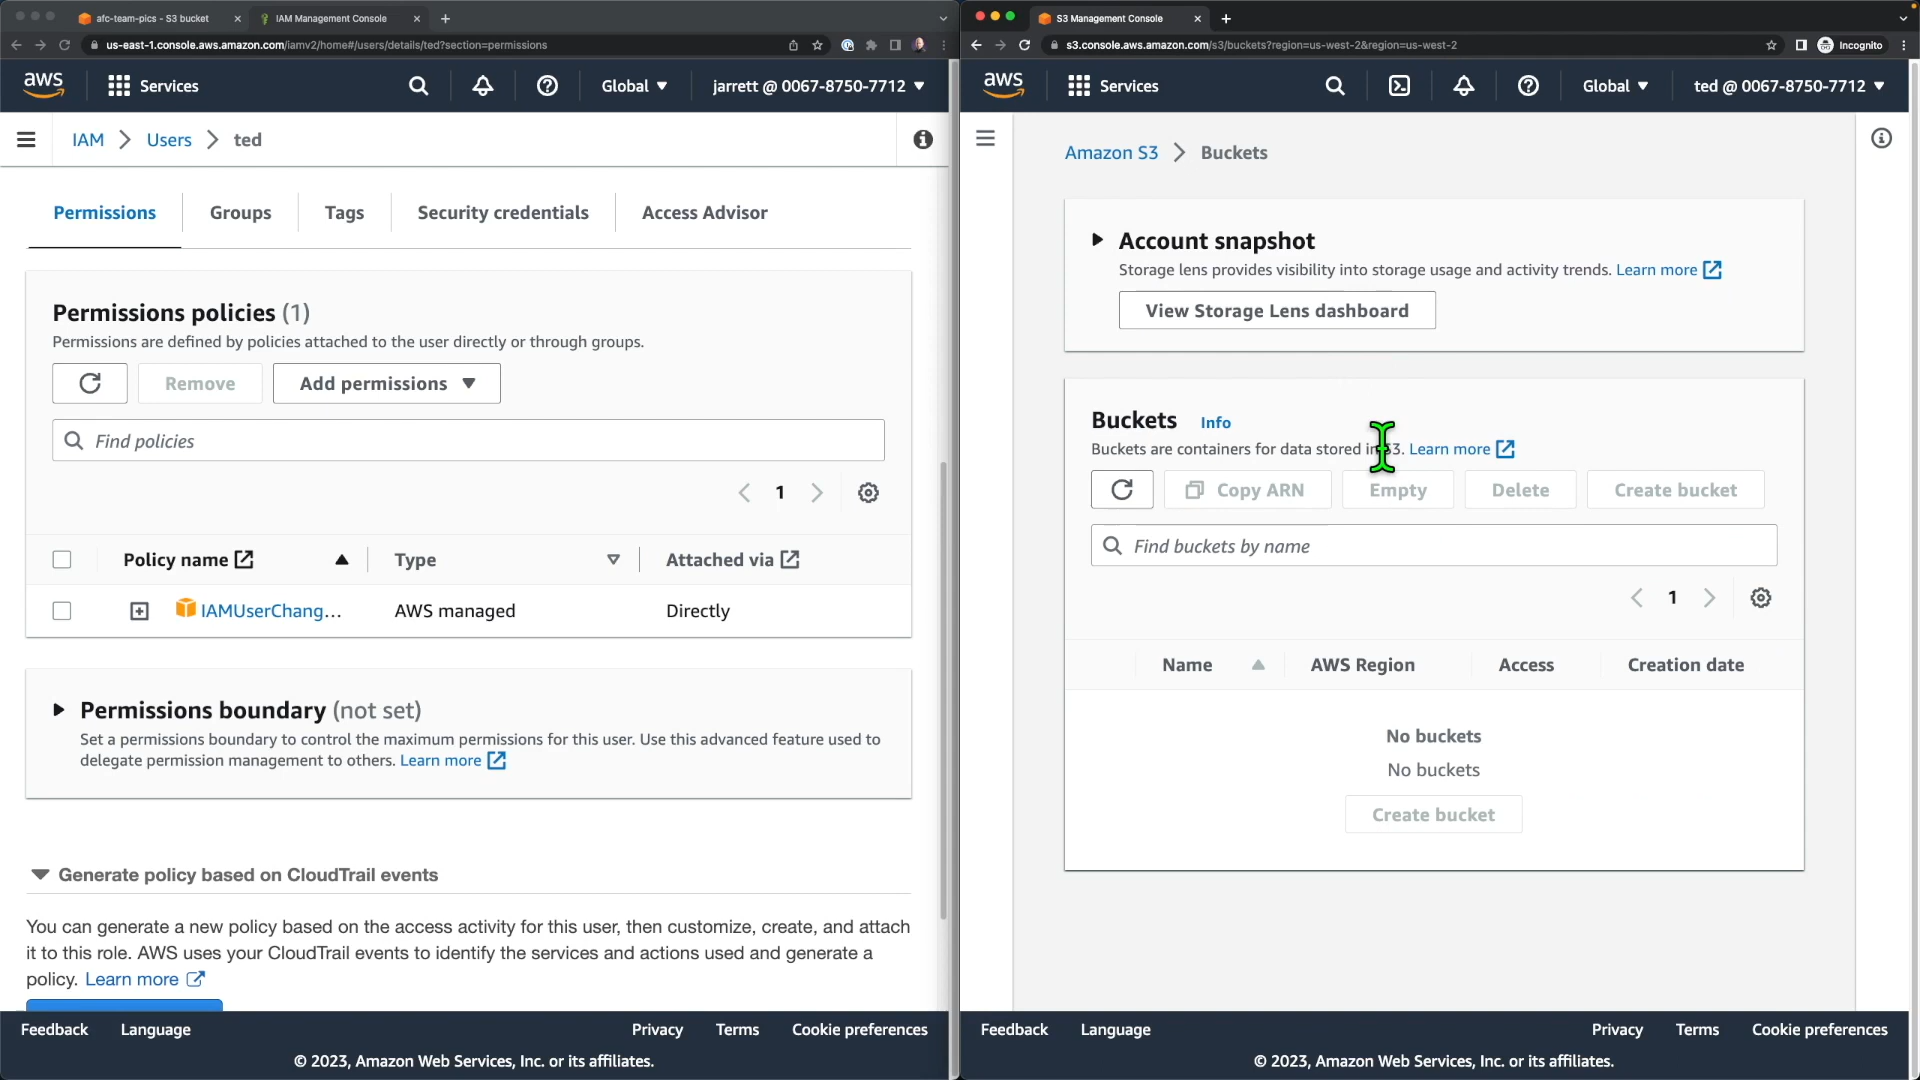 afc-team-pics - S3 bucket
IAM Management Console
us-east-1.console.aws.amazon.com/iamv2/home#/users/details/ted?section=permissions
aws
Services
Global
jarrett @ 0067-8750-7712
IAM
Users
ted
Permissions
Groups
Tags
Security credentials
Access Advisor
Permissions policies (1)
Permissions are defined by policies attached to the user directly or through groups.
Remove
Add permissions
Find policies
1
Policy name
Type
Attached via
IAMUserChang...
AWS managed
Directly
Permissions boundary (not set)
Set a permissions boundary to control the maximum permissions for this user. Use this advanced feature used to
delegate permission management to others. Learn more
Generate policy based on CloudTrail events
You can generate a new policy based on the access activity for this user, then customize, create, and attach
it to this role. AWS uses your CloudTrail events to identify the services and actions used and generate a
policy. Learn more
Feedback
Language
Privacy
Terms
Cookie preferences
© 2023, Amazon Web Services, Inc. or its affiliates.
S3 Management Console
s3.console.aws.amazon.com/s3/buckets?region=us-west-2&region=us-west-2
Incognito
aws
Services
Global
ted @ 0067-8750-7712
Amazon S3
Buckets
Account snapshot
Storage lens provides visibility into storage usage and activity trends. Learn more
View Storage Lens dashboard
Buckets
Info
Buckets are containers for data stored in S3. Learn more
Copy ARN
Empty
Delete
Create bucket
Find buckets by name
1
Name
AWS Region
Access
Creation date
No buckets
No buckets
Create bucket
Feedback
Language
Privacy
Terms
Cookie preferences
© 2023, Amazon Web Services, Inc. or its affiliates.